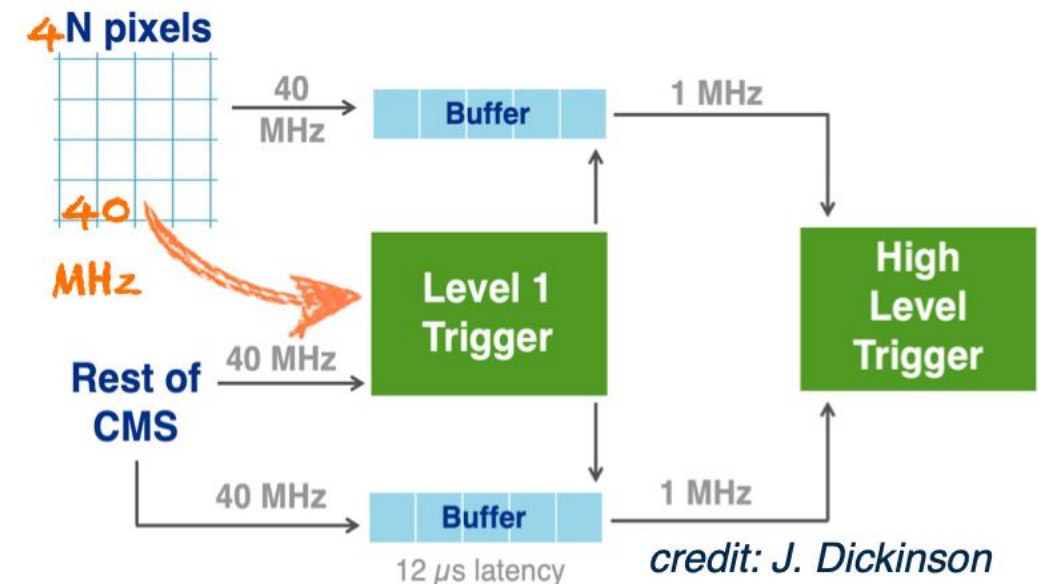 4N pixels
40
MHz
Buffer
1 MHz
40
MHz
Level 1
Trigger
High
Level
Trigger
40 MHz
Rest of
CMS
40 MHz
Buffer
1 MHz
12 µs latency
credit: J. Dickinson